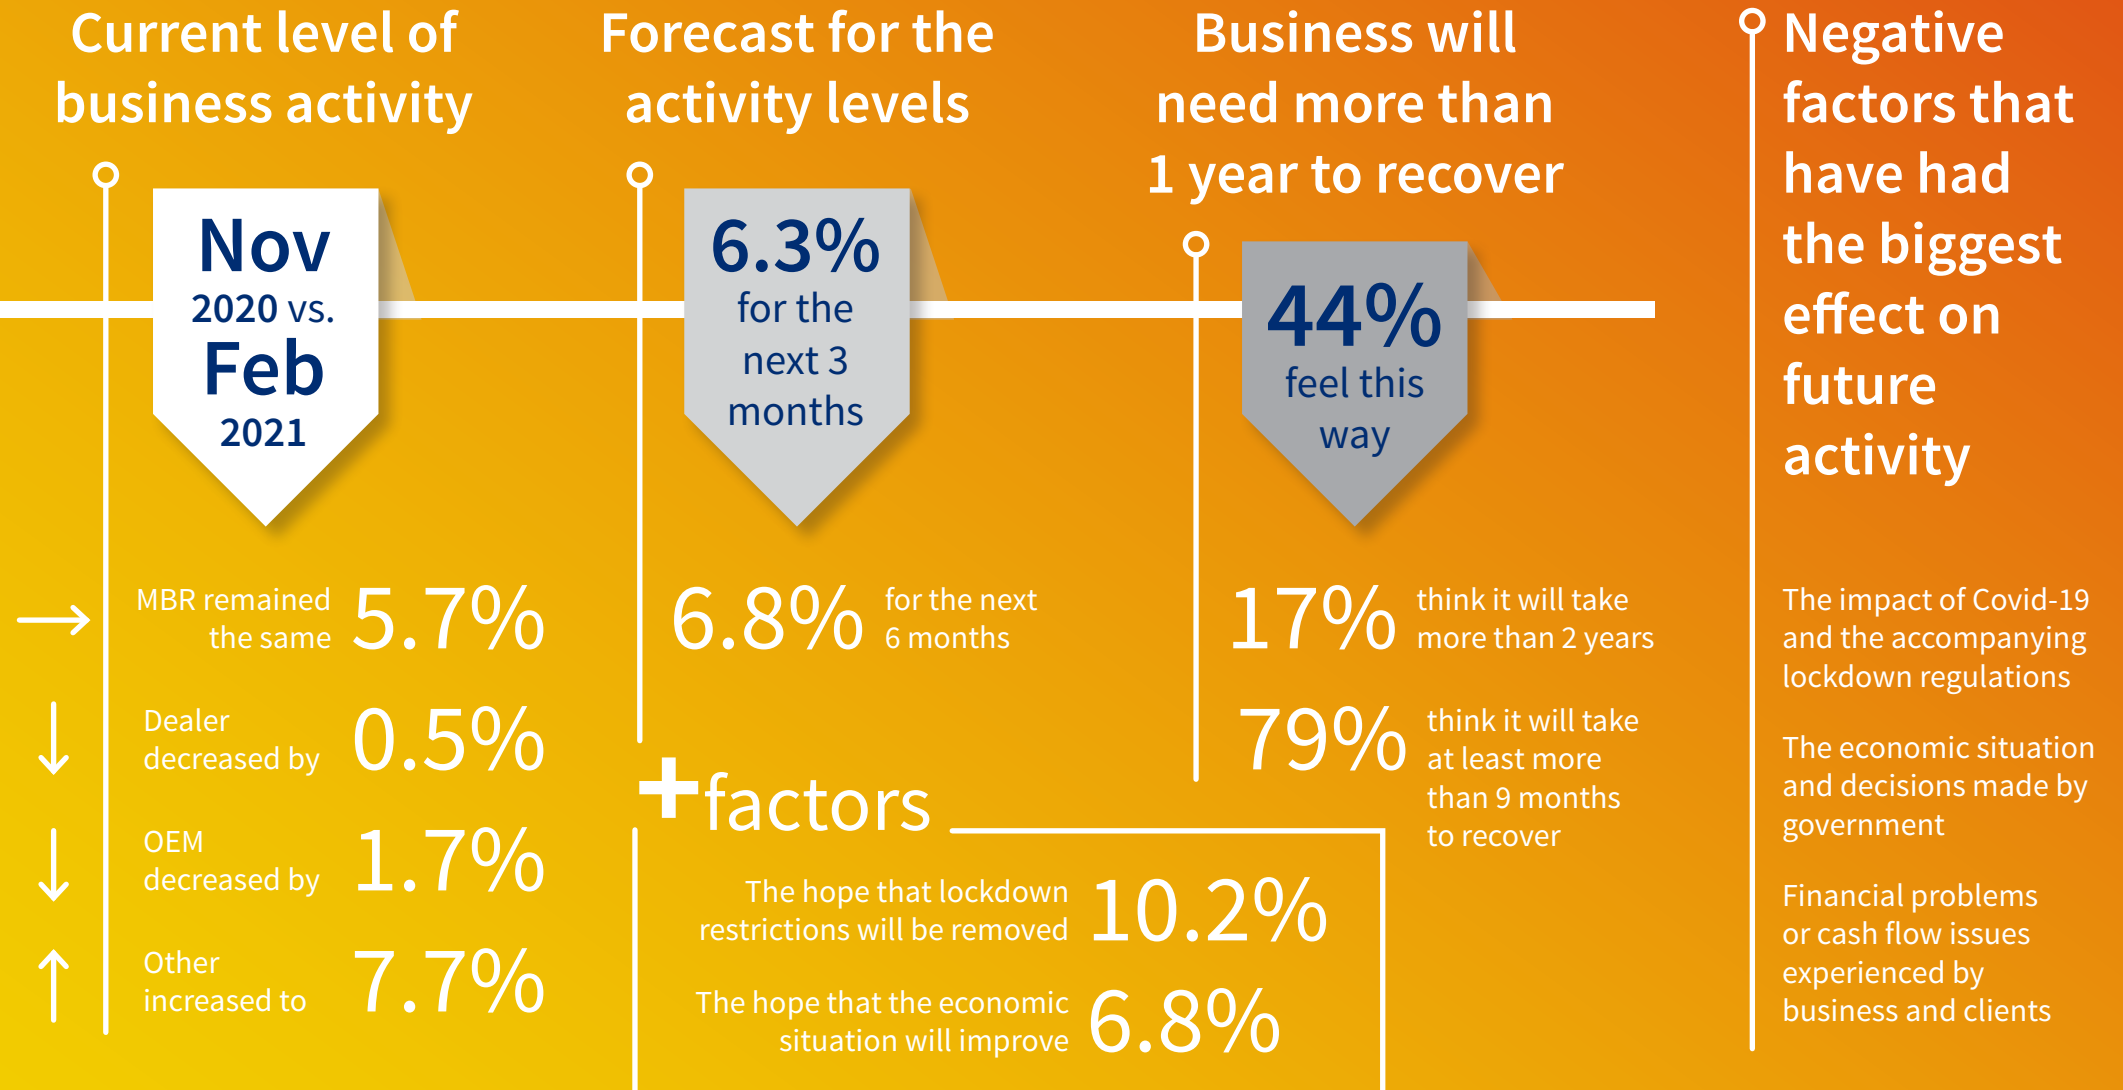 Current level of
business activity
Nov
2020 vs.
Feb
2021
MBR remained
the same
5.7%
Dealer
decreased by
0.5%
OEM
decreased by
1.7%
Other
increased to
7.7%
Forecast for the
activity levels
6.3%
for the
next 3
months
6.8%
for the next
6 months
+factors
The hope that lockdown
restrictions will be removed
10.2%
The hope that the economic
situation will improve
6.8%
Business will
need more than
1 year to recover
44%
feel this
way
17%
think it will take
more than 2 years
79%
think it will take
at least more
than 9 months
to recover
Negative
factors that
have had
the biggest
effect on
future
activity
The impact of Covid-19
and the accompanying
lockdown regulations
The economic situation
and decisions made by
government
Financial problems
or cash flow issues
experienced by
business and clients